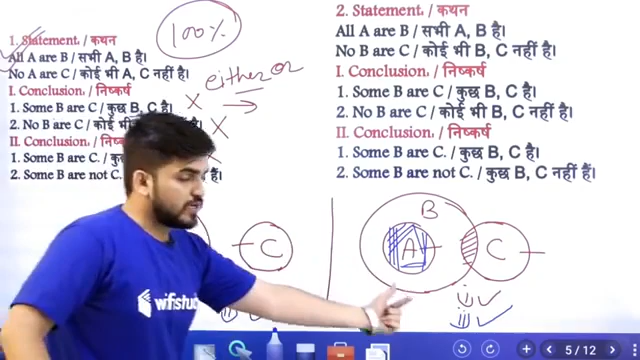 100%
1. Statement. / कथन
All A are B / सभी A, B है।
No A are C / कोई भी A, C नहीं है।
I. Conclusion. / निष्कर्ष
1. Some B are C / कुछ B, C है।
2. No B are C / कोई भी
II. Conclusion. /
1. Some B are C. /
2. Some B are not C.
either or
X
X
C
2. Statement. / कथन
All A are B / सभी A, B है।
No B are C / कोई भी B, C नहीं है।
I. Conclusion. / निष्कर्ष
1. Some B are C / कुछ B, C है।
2. No B are C / कोई भी B, C नहीं है।
II. Conclusion. / निष्कर्ष
1. Some B are C. / कुछ B, C है।
2. Some B are not C. / कुछ B, C नहीं हैं।
B
A
C
wifistudy
5 / 12